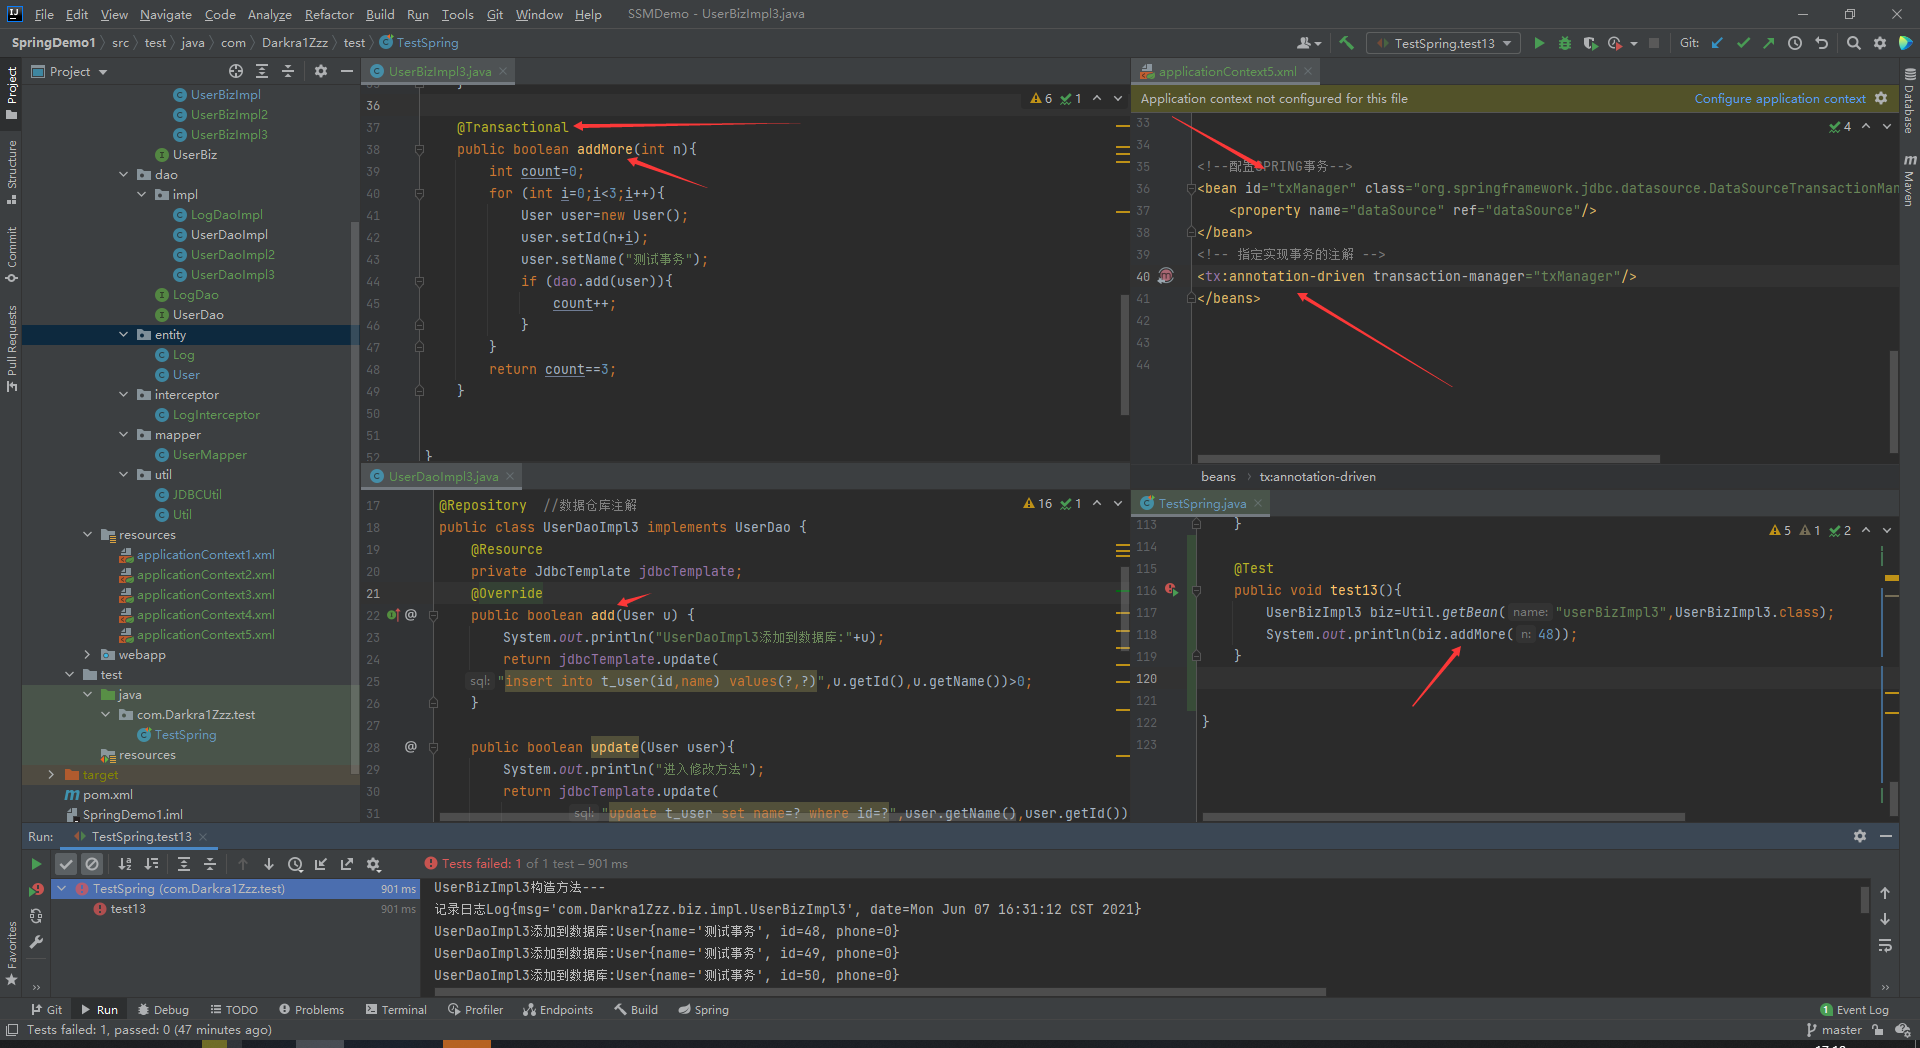 File Edit View Navigate Code Analyze Refactor Build Run Tools Git Window Help SSMDemo - UserBizImpl3.java
SpringDemo1 src test java com Darkra1Zzz test TestSpring
TestSpring.test13 Git:
Project
UserBizImpl
UserBizImpl2
UserBizImpl3
UserBiz
dao
impl
LogDaoImpl
UserDaoImpl
UserDaoImpl2
UserDaoImpl3
LogDao
UserDao
entity
Log
User
interceptor
LogInterceptor
mapper
UserMapper
util
JDBCUtil
Util
resources
applicationContext1.xml
applicationContext2.xml
applicationContext3.xml
applicationContext4.xml
applicationContext5.xml
webapp
test
java
com.Darkra1Zzz.test
TestSpring
resources
target
pom.xml
SpringDemo1.iml
Project
Structure
Commit
Pull Requests
Favorites
UserBizImpl3.java
6 1
36
37 @Transactional
38 public boolean addMore(int n){
39 int count=0;
40 for (int i=0;i<3;i++){
41 User user=new User();
42 user.setId(n+i);
43 user.setName("测试事务");
44 if (dao.add(user)){
45 count++;
46 }
47 }
48 return count==3;
49 }
50
51
52 }
UserDaoImpl3.java
16 1
17 @Repository //数据仓库注解
18 public class UserDaoImpl3 implements UserDao {
19 @Resource
20 private JdbcTemplate jdbcTemplate;
21 @Override
22 public boolean add(User u) {
23 System.out.println("UserDaoImpl3添加到数据库:"+u);
24 return jdbcTemplate.update(
25 sql: "insert into t_user(id,name) values(?,?)",u.getId(),u.getName())>0;
26 }
27
28 public boolean update(User user){
29 System.out.println("进入修改方法");
30 return jdbcTemplate.update(
31 sql: "update t_user set name=? where id=?",user.getName(),user.getId())
applicationContext5.xml
Application context not configured for this file Configure application context
4
33
34
35 <!--配置SPRING事务-->
36 <bean id="txManager" class="org.springframework.jdbc.datasource.DataSourceTransactionMan
37 <property name="dataSource" ref="dataSource"/>
38 </bean>
39 <!-- 指定实现事务的注解 -->
40 <tx:annotation-driven transaction-manager="txManager"/>
41 </beans>
42
43
44
beans tx:annotation-driven
TestSpring.java
5 1 2
113 }
114
115 @Test
116 public void test13(){
117 UserBizImpl3 biz=Util.getBean( name: "userBizImpl3",UserBizImpl3.class);
118 System.out.println(biz.addMore( n: 48));
119 }
120
121
122 }
123
Database
Maven
Run: TestSpring.test13
Tests failed: 1 of 1 test – 901 ms
TestSpring (com.Darkra1Zzz.test) 901 ms
test13 901 ms
UserBizImpl3构造方法---
记录日志Log{msg='com.Darkra1Zzz.biz.impl.UserBizImpl3', date=Mon Jun 07 16:31:12 CST 2021}
UserDaoImpl3添加到数据库:User{name='测试事务', id=48, phone=0}
UserDaoImpl3添加到数据库:User{name='测试事务', id=49, phone=0}
UserDaoImpl3添加到数据库:User{name='测试事务', id=50, phone=0}
Git Run Debug TODO Problems Terminal Profiler Endpoints Build Spring 1 Event Log
Tests failed: 1, passed: 0 (47 minutes ago) master